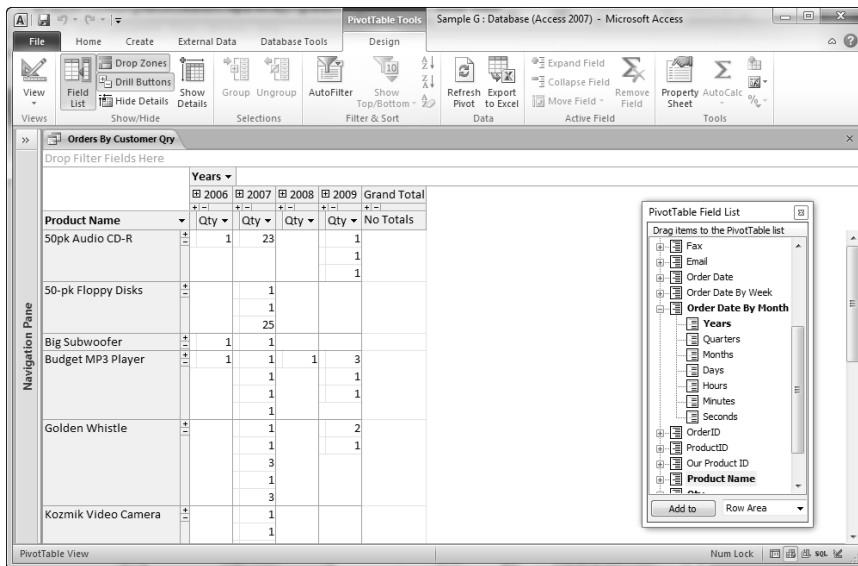 A PivotTable Tools Sample G : Database (Access 2007) - Microsoft Access
File Home Create External Data Database Tools Design
View Field List Drop Zones Drill Buttons Hide Details Show Details Group Ungroup AutoFilter Show Top/Bottom Refresh Pivot Export to Excel Expand Field Collapse Field Move Field Remove Field Property Sheet AutoCalc
Views Show/Hide Selections Filter & Sort Data Active Field Tools
Orders By Customer Qry
Drop Filter Fields Here
Years
2006 2007 2008 2009 Grand Total
Product Name Qty Qty Qty Qty No Totals
50pk Audio CD-R 1 23 1
1
1
50-pk Floppy Disks 1
1
25
Big Subwoofer 1 1
Budget MP3 Player 1 1 1 3
1 1
1 1
1
Golden Whistle 1 2
1 1
3
1
3
Kozmik Video Camera 1
1
Navigation Pane
PivotTable Field List
Drag items to the PivotTable list
Fax
Email
Order Date
Order Date By Week
Order Date By Month
Years
Quarters
Months
Days
Hours
Minutes
Seconds
OrderID
ProductID
Our Product ID
Product Name
Add to Row Area
PivotTable View Num Lock SQL